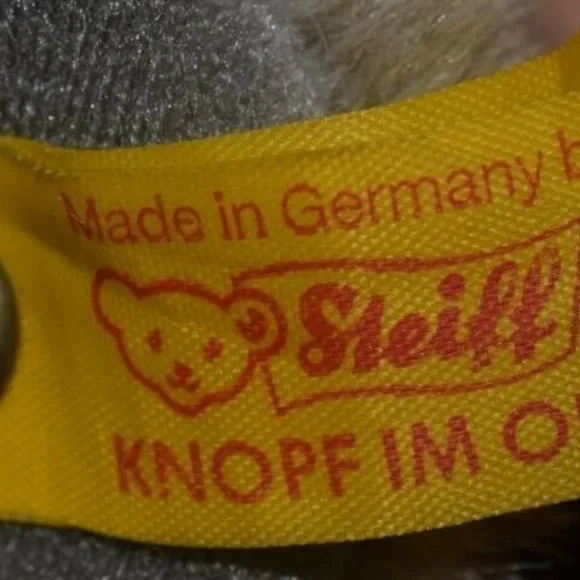 Made in Germany b
Steiff
KNOPF IM O